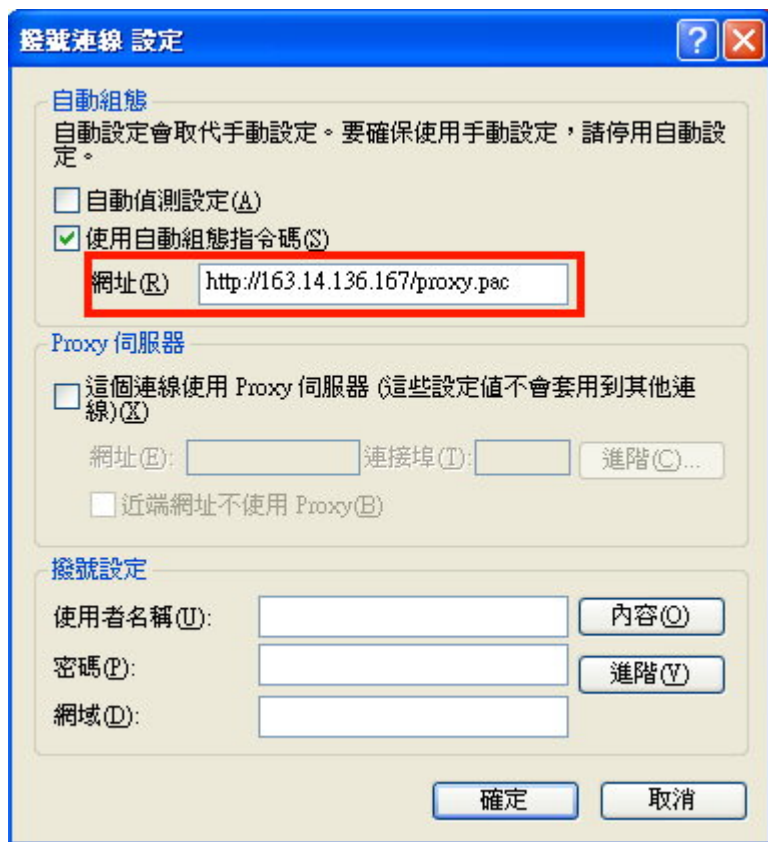 撥號連線 設定
自動組態
自動設定會取代手動設定。要確保使用手動設定，請停用自動設
定。
自動偵測設定(A)
使用自動組態指令碼(S)
網址(R) http://163.14.136.167/proxy.pac
Proxy 伺服器
這個連線使用 Proxy 伺服器 (這些設定值不會套用到其他連
線)(X)
網址(E): 連接埠(T): 進階(C)...
近端網址不使用 Proxy(B)
撥號設定
使用者名稱(U): 內容(O)
密碼(P): 進階(V)
網域(D):
確定 取消